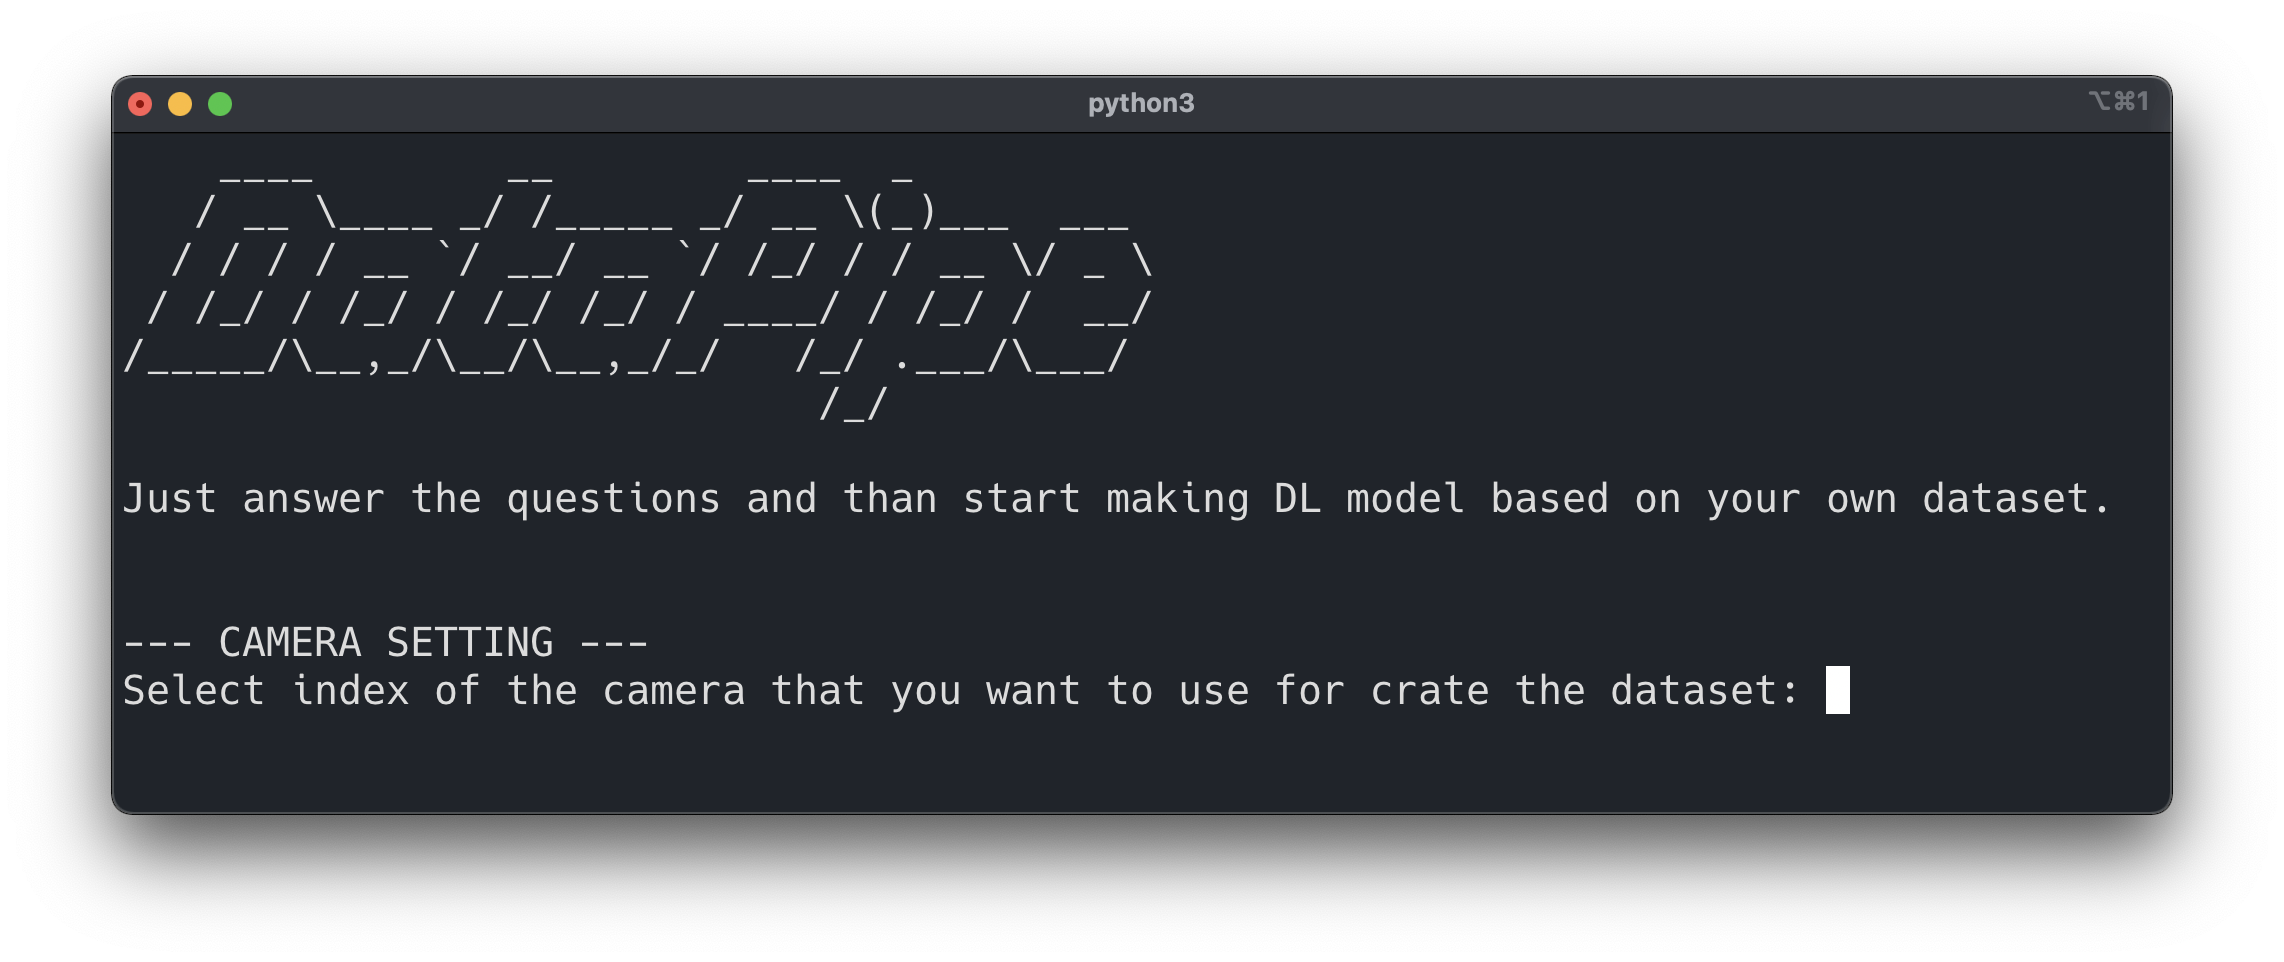 python3
⌥⌘1
    ____        __        ____  _
   / __ \____ _/ /_____ _/ __ \(_)___  ___
  / / / / __ `/ __/ __ `/ /_/ / / __ \/ _ \
 / /_/ / /_/ / /_/ /_/ / ____/ / /_/ /  __/
/_____/\__,_/\__/\__,_/_/   /_/ .___/\___/
                             /_/
Just answer the questions and than start making DL model based on your own dataset.
--- CAMERA SETTING ---
Select index of the camera that you want to use for crate the dataset: